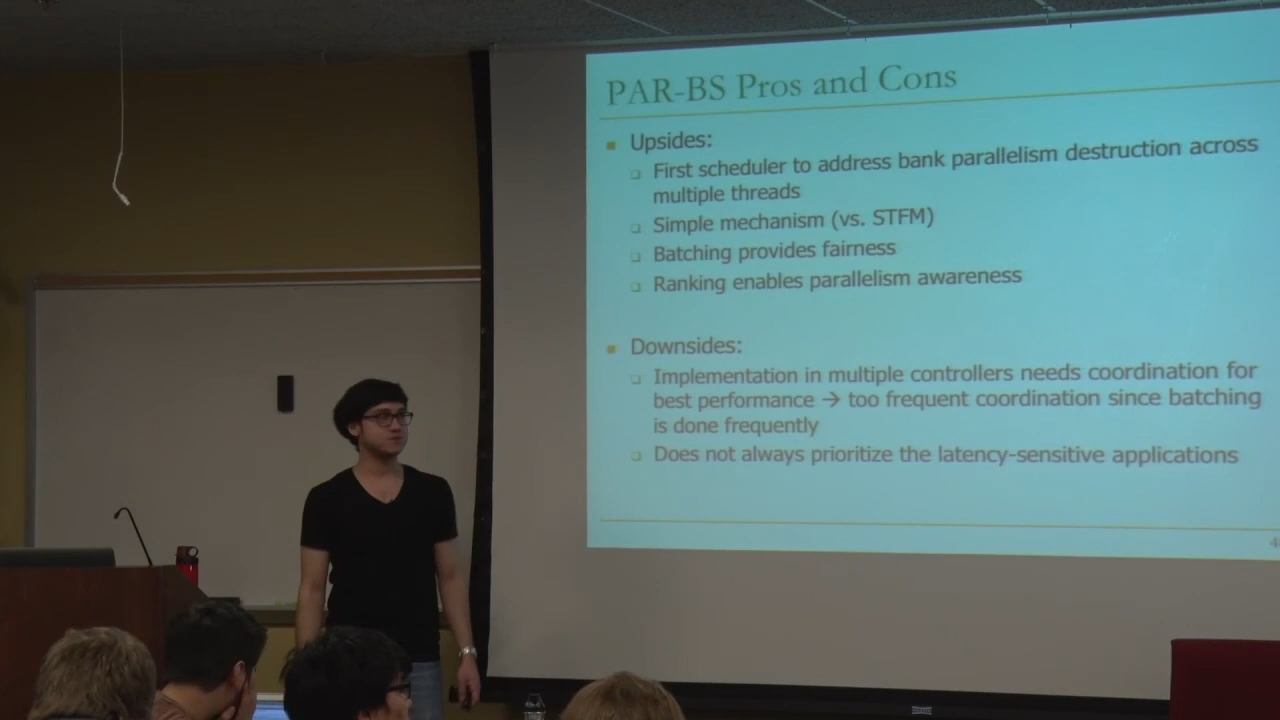 PAR-BS Pros and Cons
Upsides:
First scheduler to address bank parallelism destruction across
multiple threads
Simple mechanism (vs. STFM)
Batching provides fairness
Ranking enables parallelism awareness
Downsides:
Implementation in multiple controllers needs coordination for
best performance → too frequent coordination since batching
is done frequently
Does not always prioritize the latency-sensitive applications